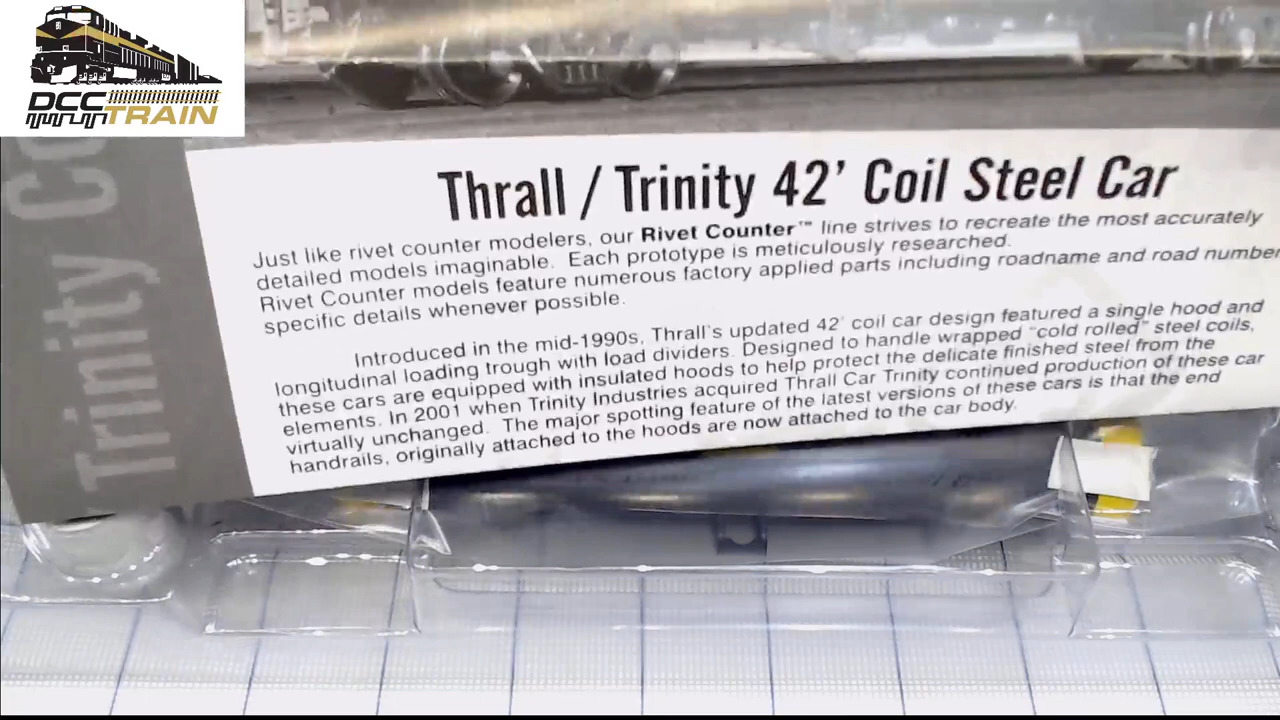 DCC
TRAIN
Trinity Co
Thrall / Trinity 42' Coil Steel Car
Just like rivet counter modelers, our Rivet Counter™ line strives to recreate the most accurately
detailed models imaginable. Each prototype is meticulously researched.
Rivet Counter models feature numerous factory applied parts including roadname and road number
specific details whenever possible.
Introduced in the mid-1990s, Thrall's updated 42' coil car design featured a single hood and
longitudinal loading trough with load dividers. Designed to handle wrapped "cold rolled" steel coils,
these cars are equipped with insulated hoods to help protect the delicate finished steel from the
elements. In 2001 when Trinity Industries acquired Thrall Car Trinity continued production of these car
virtually unchanged. The major spotting feature of the latest versions of these cars is that the end
handrails, originally attached to the hoods are now attached to the car body.